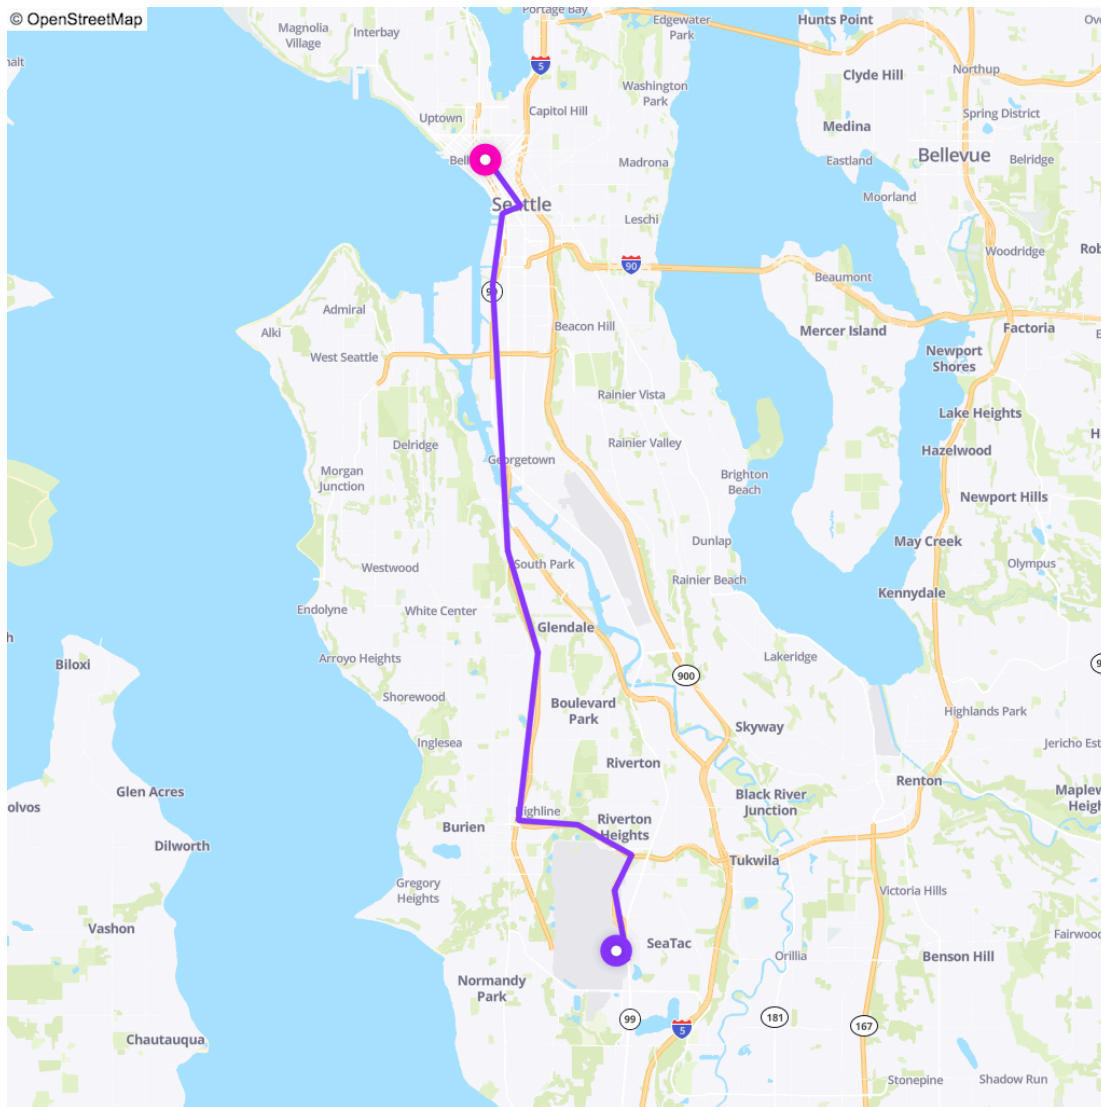 © OpenStreetMap
Portage Bay
Magnolia
Village
Interbay
Edgewater
Park
Hunts Point
5
Clyde Hill
Northup
Washington
Park
Uptown
Capitol Hill
Spring District
Medina
Madrona
Eastland
Bellevue
Belridge
Moorland
Seattle
Leschi
Woodridge
90
Beaumont
Admiral
Alki
Beacon Hill
Mercer Island
Factoria
West Seattle
Newport
Shores
Rainier Vista
Lake Heights
Delridge
Rainier Valley
Hazelwood
Georgetown
Morgan
Junction
Brighton
Beach
Newport Hills
Dunlap
May Creek
South Park
Olympus
Westwood
Rainier Beach
Kennydale
Endolyne
White Center
Glendale
Arroyo Heights
Lakeridge
Biloxi
900
Shorewood
Boulevard
Park
Highlands Park
Skyway
Inglesea
Riverton
Renton
Glen Acres
Black River
Junction
Burien
Riverton
Heights
Dilworth
Tukwila
Gregory
Heights
Victoria Hills
Vashon
SeaTac
Orillia
Benson Hill
Normandy
Park
99
181
167
5
Chautauqua
Stonepine
Shadow Run